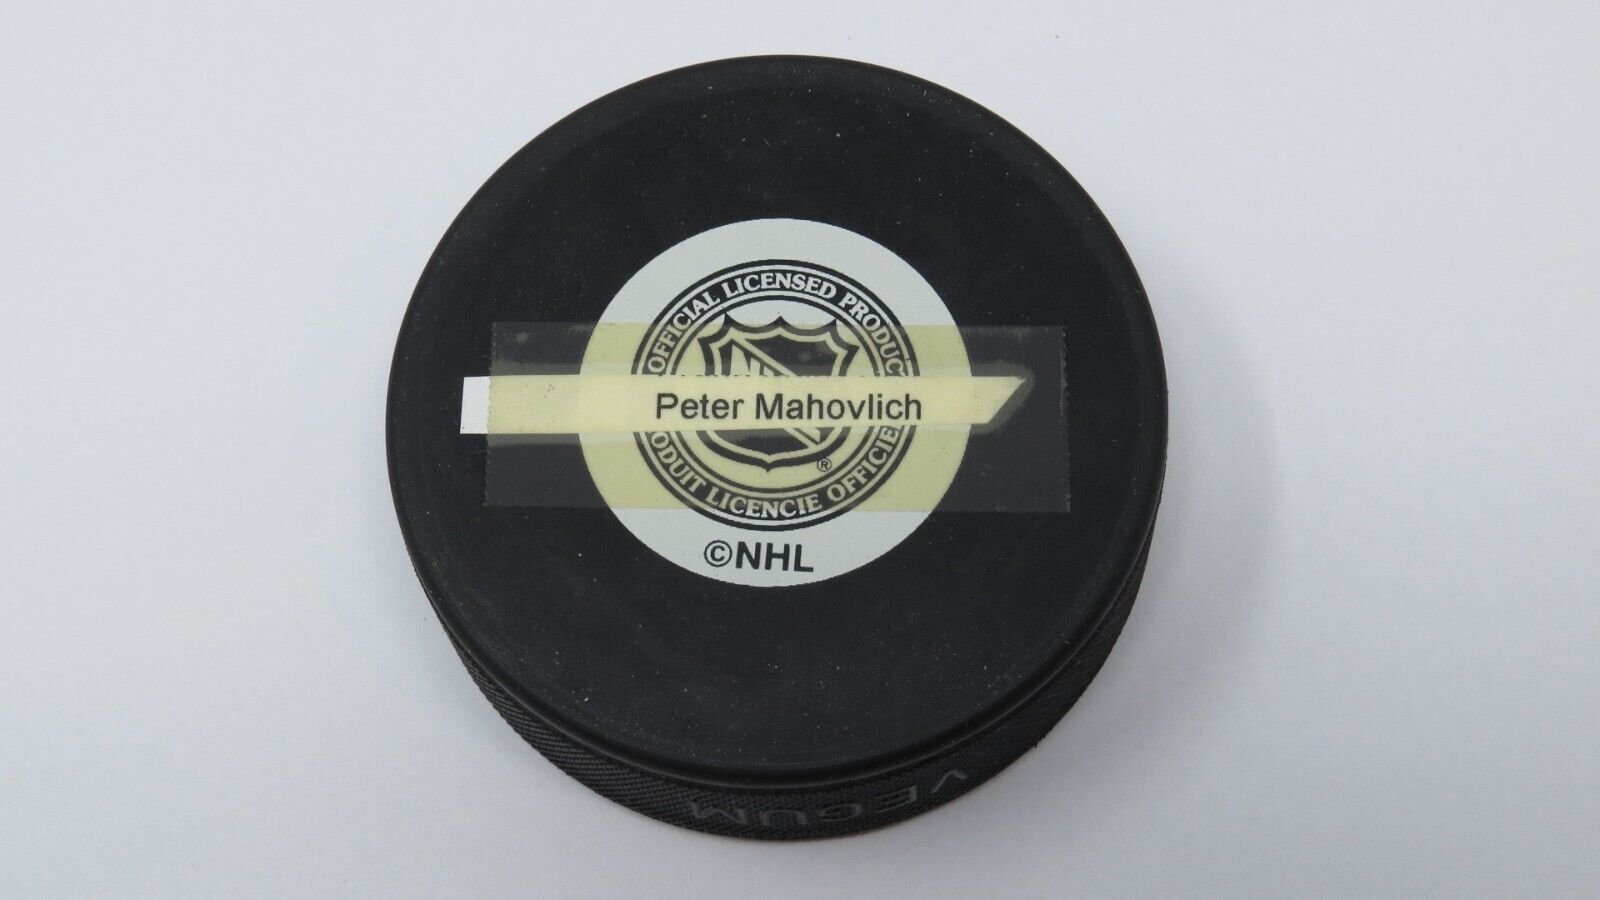 OFFICIAL LICENSED PRODUCT
Peter Mahovlich
PRODUIT LICENCIE OFFICIEL
®
©NHL
VEGUM